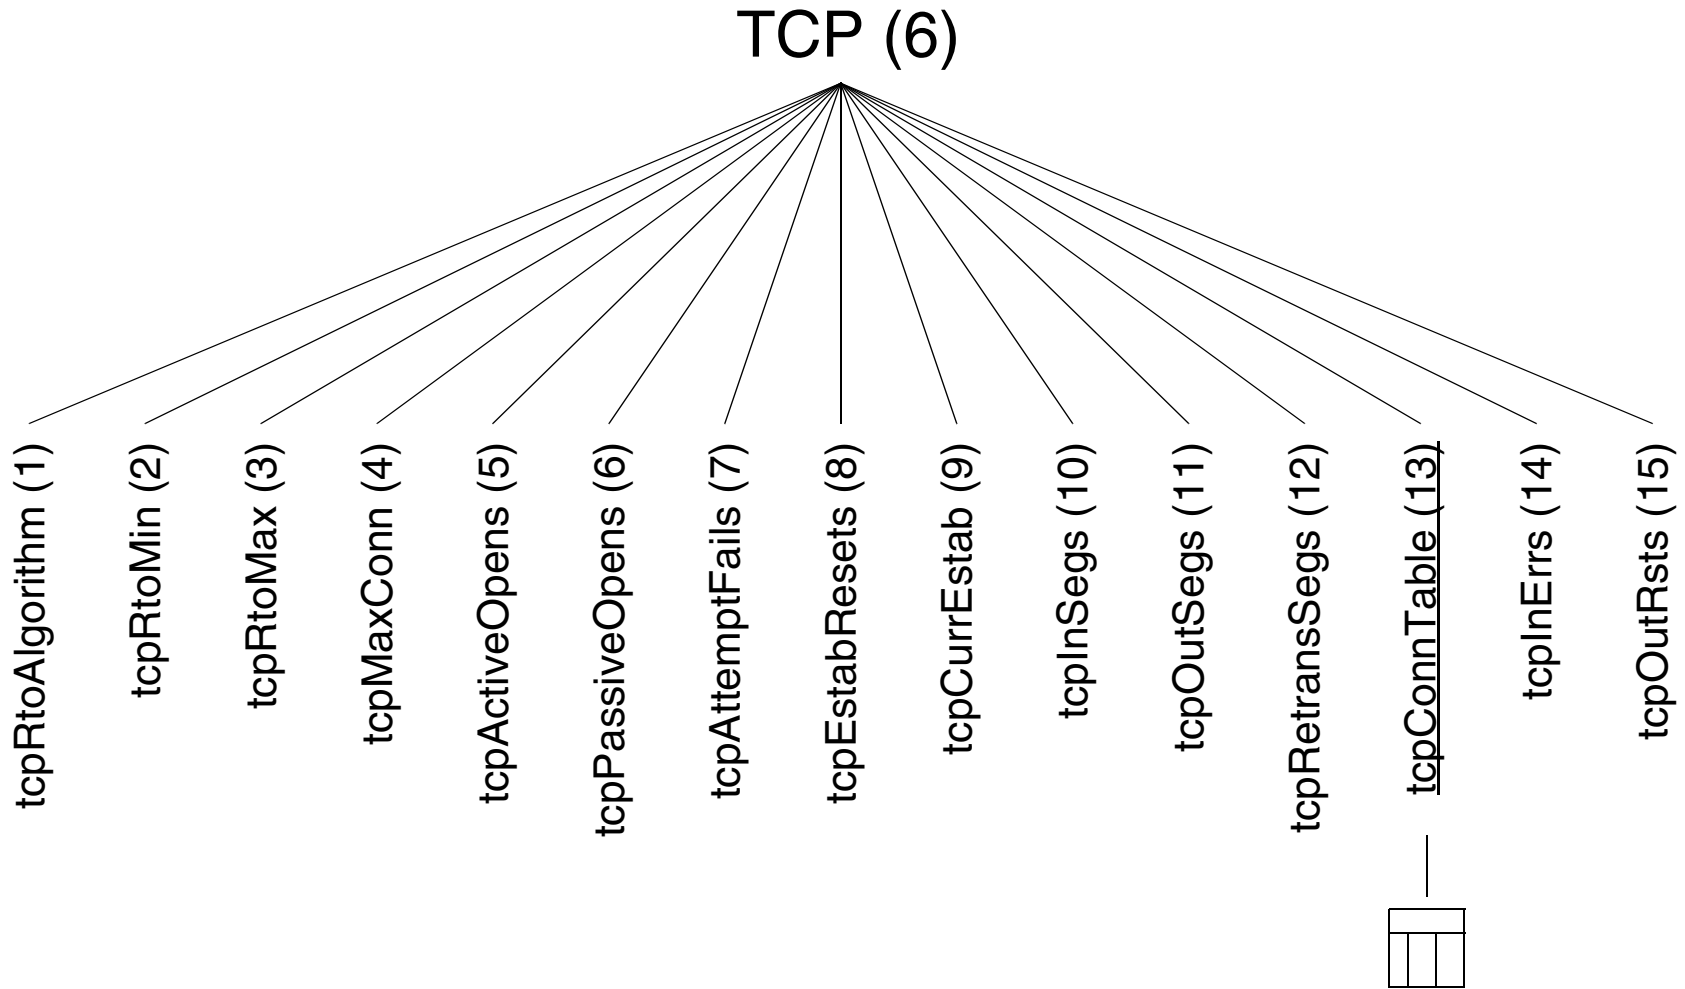 TCP (6)
tcpRtoAlgorithm (1)
tcpRtoMin (2)
tcpRtoMax (3)
tcpMaxConn (4)
tcpActiveOpens (5)
tcpPassiveOpens (6)
tcpAttemptFails (7)
tcpEstabResets (8)
tcpCurrEstab (9)
tcpInSegs (10)
tcpOutSegs (11)
tcpRetransSegs (12)
tcpConnTable (13)
tcpInErrs (14)
tcpOutRsts (15)